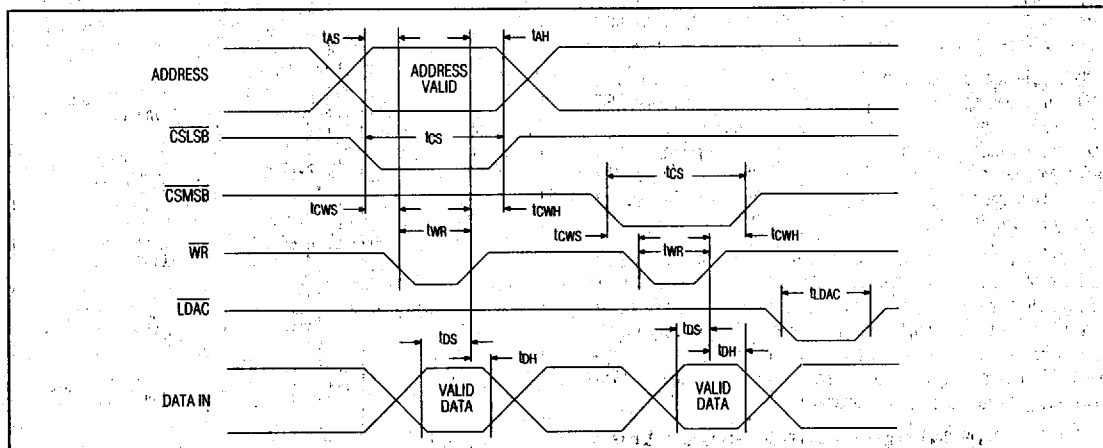 tAS
tAH
ADDRESS
ADDRESS
VALID
CSLSB
tCS
CSMSB
tCS
tCWS
tCWH
tWR
tCWS
tWR
tCWH
WR
LDAC
tLDAC
tDS
tDH
tDS
tDH
DATA IN
VALID
DATA
VALID
DATA